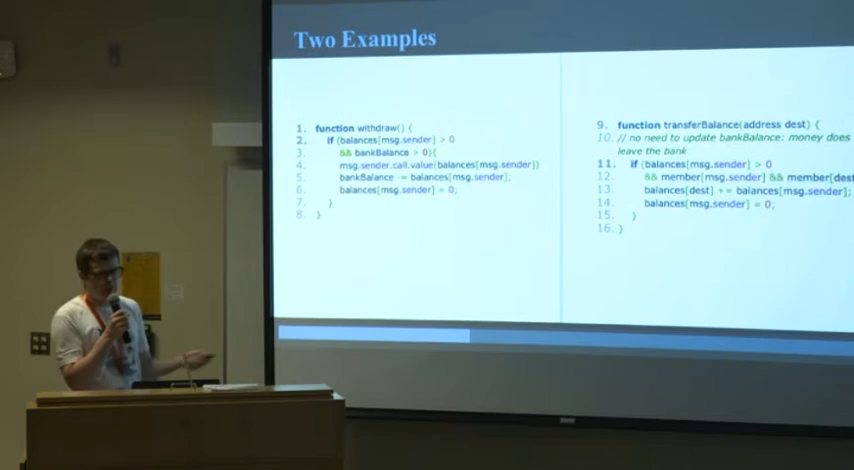 Two Examples
1. function withdraw() {
2. if (balances[msg.sender] > 0
3. && bankBalance > 0){
4. msg.sender.call.value(balances[msg.sender])
5. bankBalance -= balances[msg.sender];
6. balances[msg.sender] = 0;
7. }
8. }
9. function transferBalance(address dest) {
10. // no need to update bankBalance: money does
leave the bank
11. if (balances[msg.sender] > 0
12. && member[msg.sender] && member[dest
13. balances[dest] += balances[msg.sender];
14. balances[msg.sender] = 0;
15. }
16. }